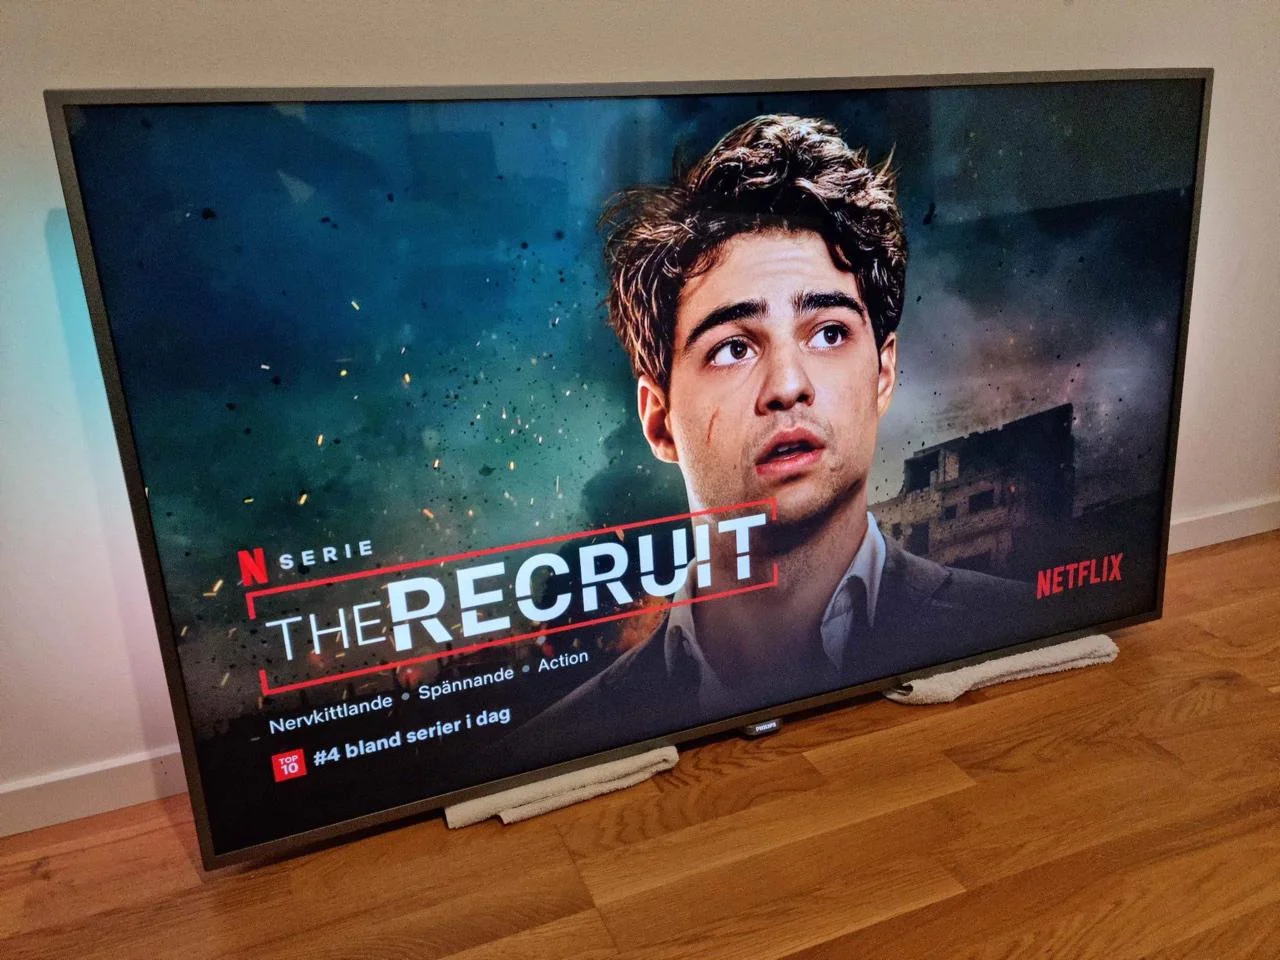 N SERIE
THE RECRUIT
NETFLIX
Nervkittlande • Spännande • Action
TOP
10
#4 bland serier i dag
PHILIPS